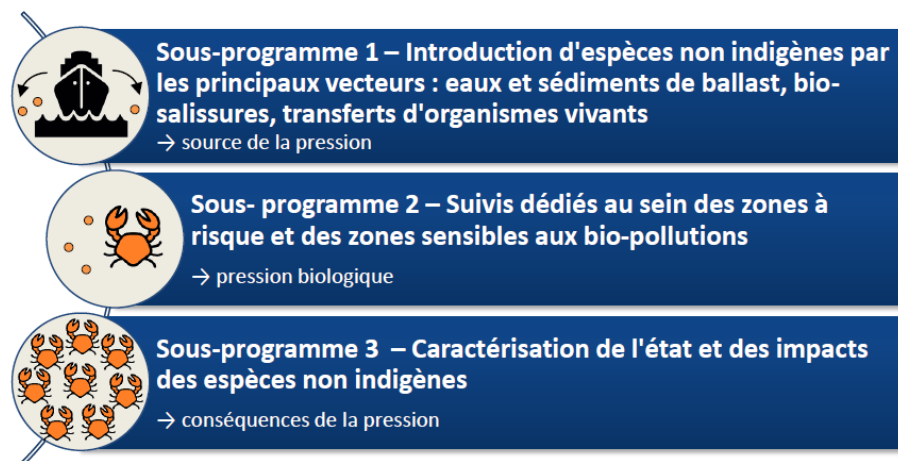 Sous-programme 1 – Introduction d'espèces non indigènes par
les principaux vecteurs : eaux et sédiments de ballast, bio-
salissures, transferts d'organismes vivants
→ source de la pression
Sous- programme 2 – Suivis dédiés au sein des zones à
risque et des zones sensibles aux bio-pollutions
→ pression biologique
Sous-programme 3 – Caractérisation de l'état et des impacts
des espèces non indigènes
→ conséquences de la pression